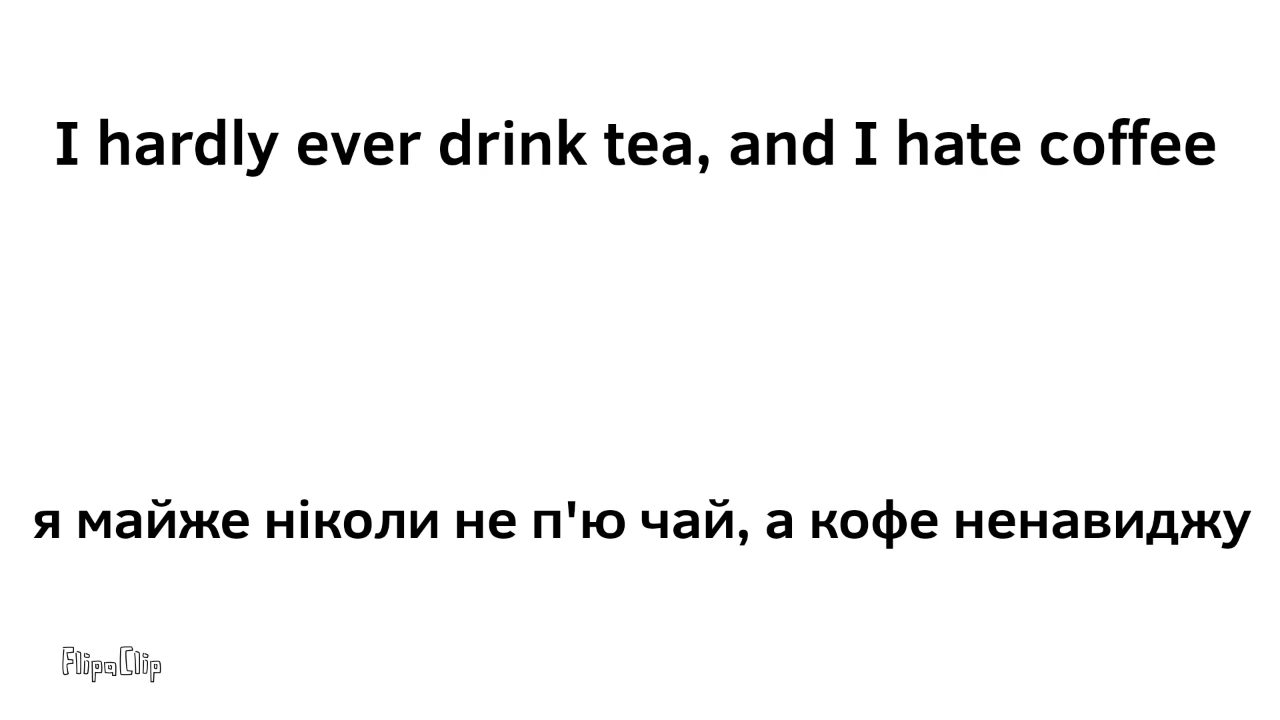 I hardly ever drink tea, and I hate coffee
я майже ніколи не п'ю чай, а кофе ненавиджу
FlipaClip